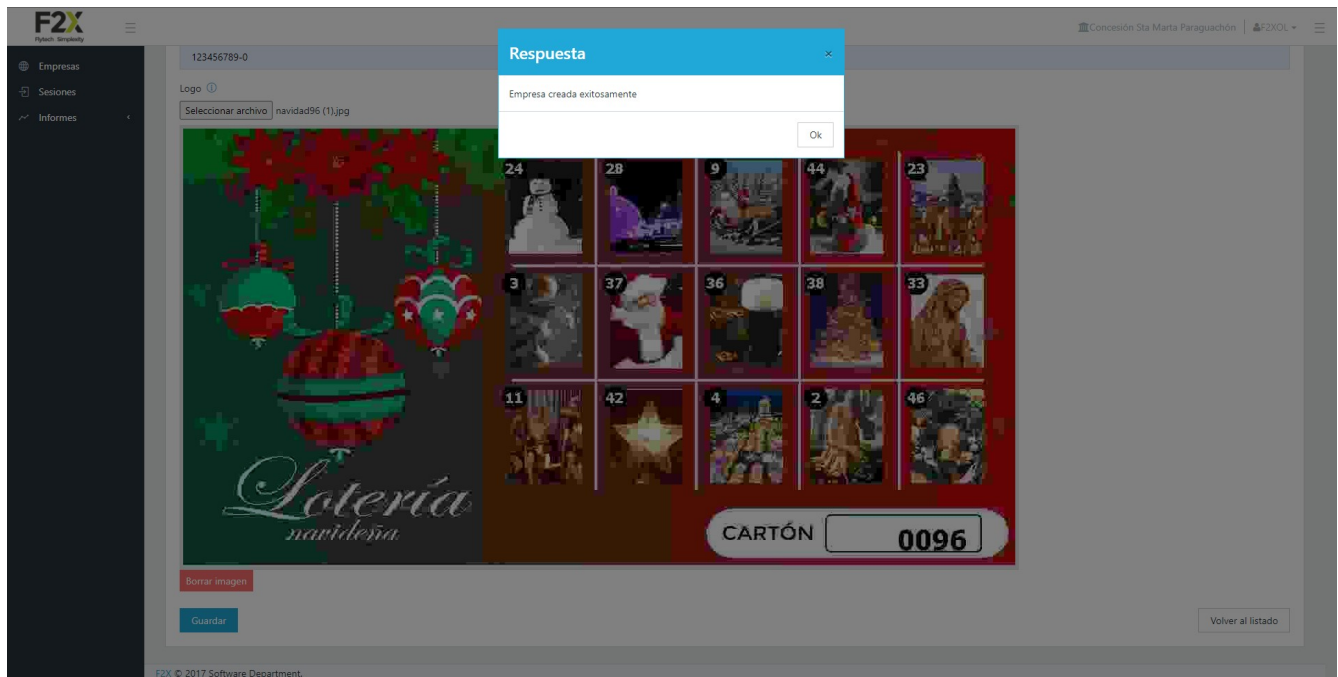 F2X
Flytech Simplexity
Concesión Sta Marta Paraguachón
F2XOL
Respuesta
×
Empresa creada exitosamente
Ok
Empresas
Sesiones
Informes
123456789-0
Logo
Seleccionar archivo navidad96 (1).jpg
24 28 9 44 23
3 37 36 38 33
11 42 4 2 46
Lotería
navideña
CARTÓN 0096
Borrar imagen
Guardar
Volver al listado
F2X © 2017 Software Department.